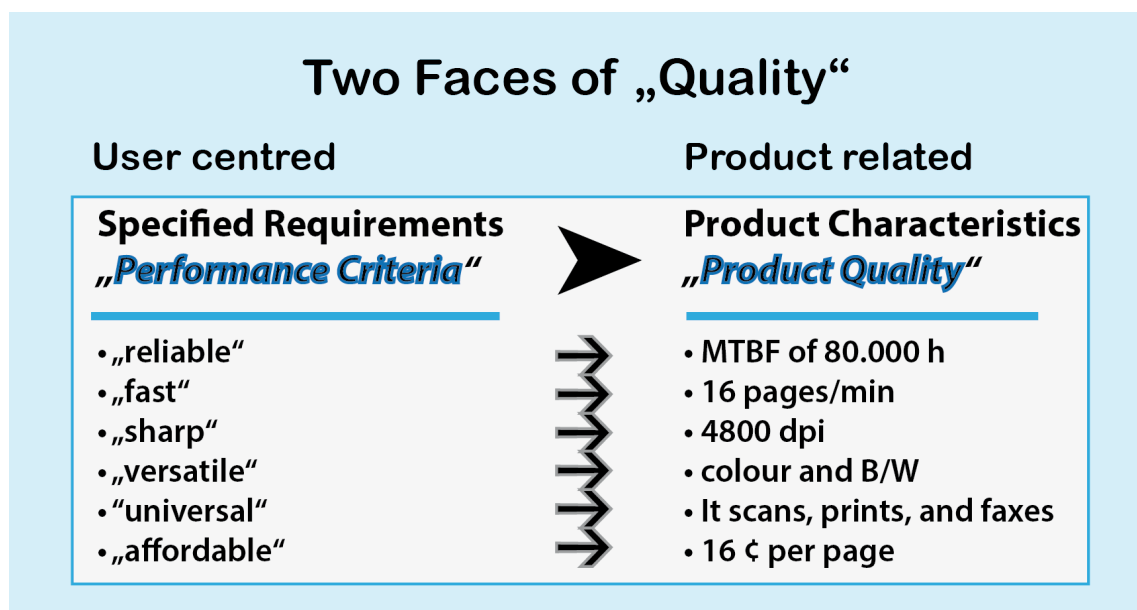 Two Faces of „Quality“
User centred
Product related
Specified Requirements
„Performance Criteria“
Product Characteristics
„Product Quality“
• „reliable“
• MTBF of 80.000 h
• „fast“
• 16 pages/min
• „sharp“
• 4800 dpi
• „versatile“
• colour and B/W
• “universal“
• It scans, prints, and faxes
• „affordable“
• 16 ¢ per page